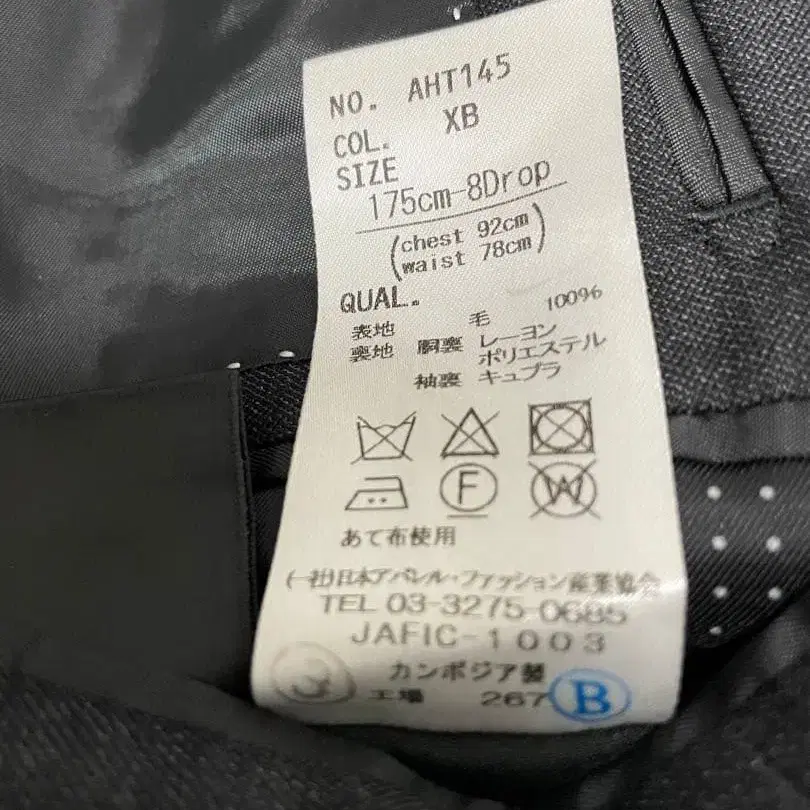 NO. AHT145
COL. XB
SIZE
175cm-8Drop
(chest 92cm
waist 78cm)
QUAL.
表地 毛 100%
裏地 胴裏 レーヨン
ポリエステル
袖裏 キュプラ
F
W
あて布使用
(一社)日本アパレル・ファッション産業協会
TEL 03-3275-0685
JAFIC-1003
カンボジア製
工場 267 B